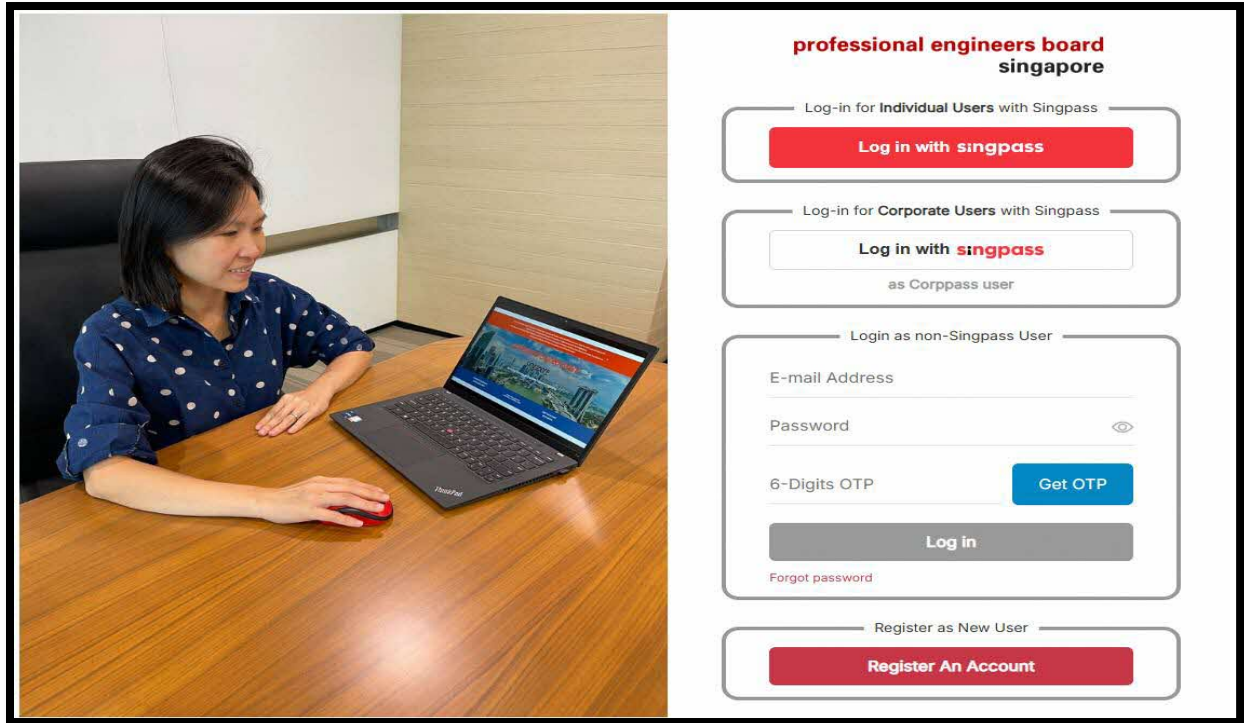 professional engineers board
singapore
Log-in for Individual Users with Singpass
Log in with singpass
Log-in for Corporate Users with Singpass
Log in with singpass
as Corppass user
Login as non-Singpass User
E-mail Address
Password
6-Digits OTP Get OTP
Log in
Forgot password
Register as New User
Register An Account
ThinkPad